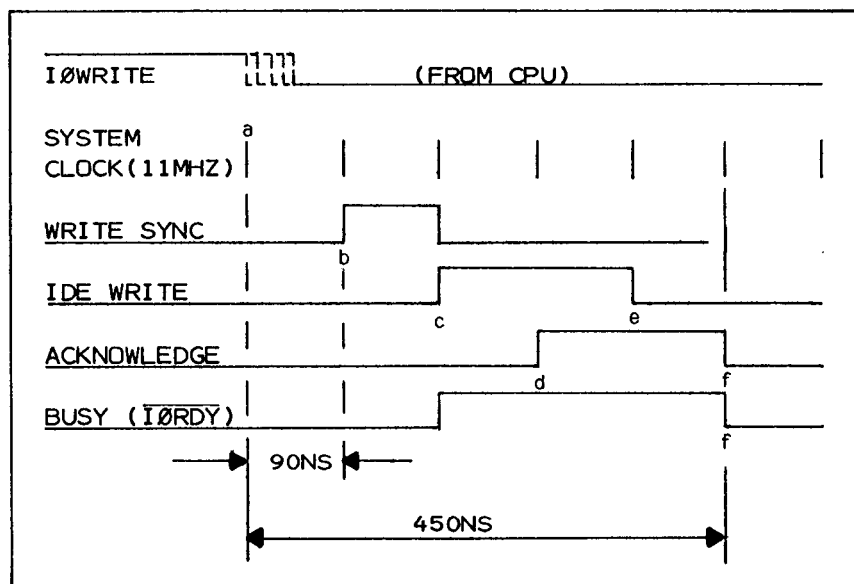 IØWRITE (FROM CPU)
a
SYSTEM
CLOCK(11MHZ)
WRITE SYNC
b
IDE WRITE
c e
ACKNOWLEDGE
d f
BUSY (IØRDY)
f
90NS
450NS